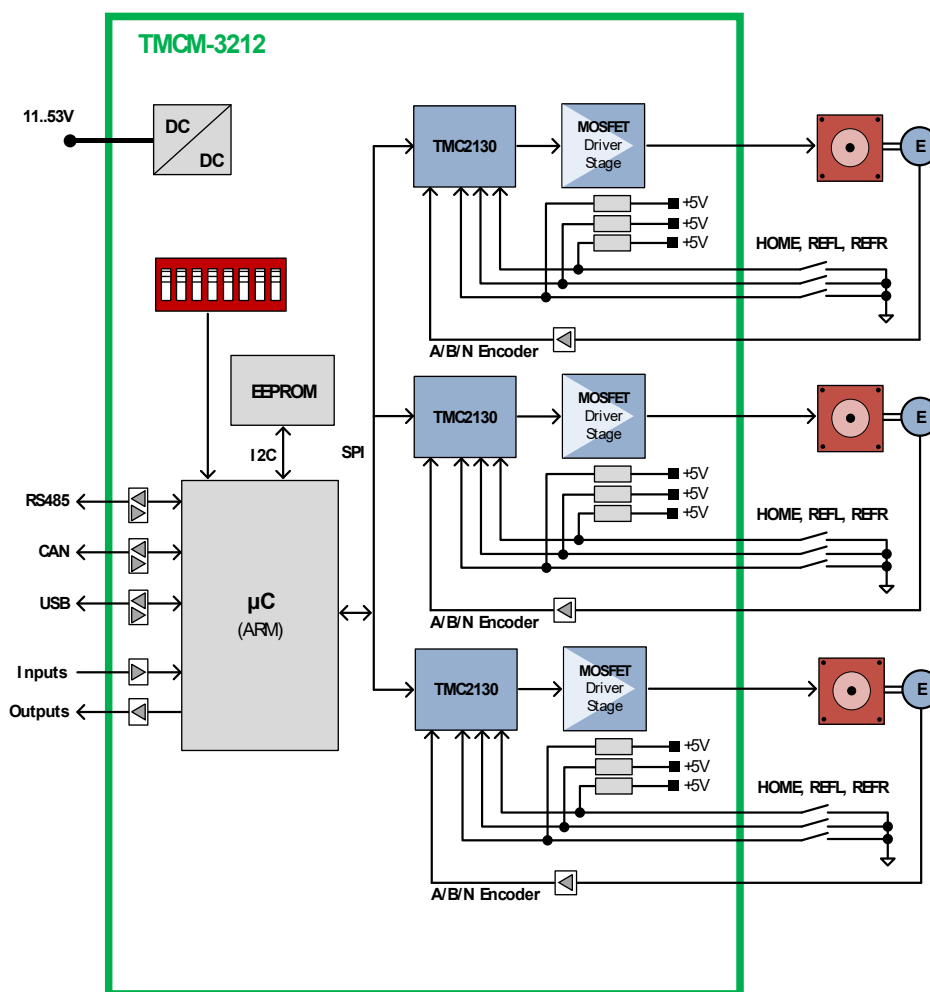 TMCM-3212
11..53V
DC
DC
TMC2130
MOSFET
Driver
Stage
E
+5V
+5V
+5V
HOME, REFL, REFR
A/B/N Encoder
EEPROM
I2C
SPI
TMC2130
MOSFET
Driver
Stage
E
+5V
+5V
+5V
HOME, REFL, REFR
A/B/N Encoder
RS485
CAN
USB
Inputs
Outputs
µC
(ARM)
TMC2130
MOSFET
Driver
Stage
E
+5V
+5V
+5V
HOME, REFL, REFR
A/B/N Encoder